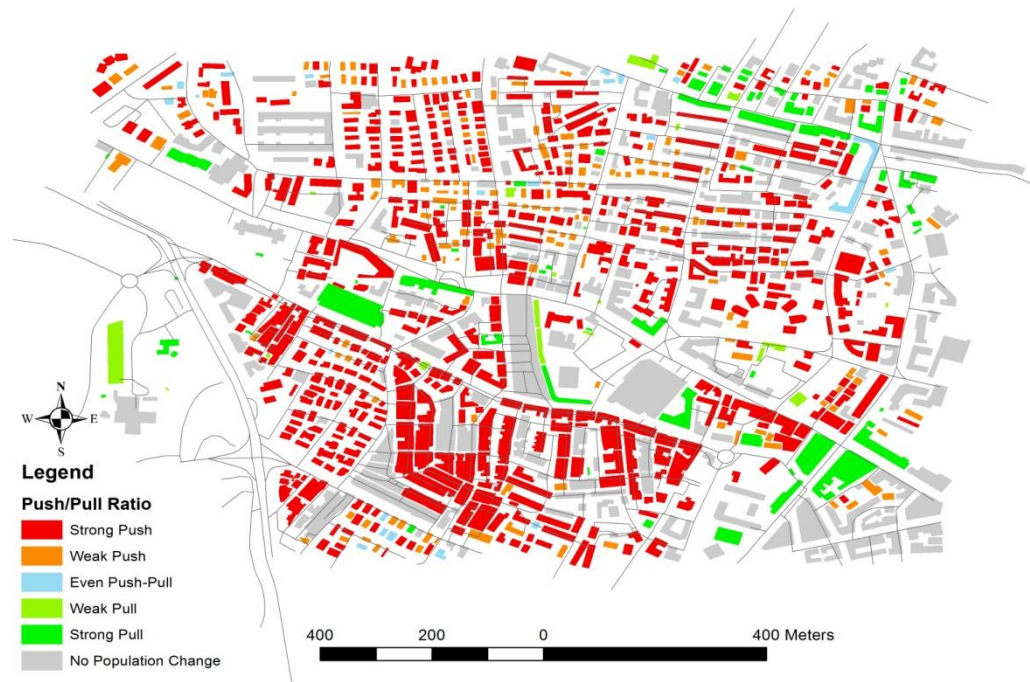 N
W E
S
Legend
Push/Pull Ratio
Strong Push
Weak Push
Even Push-Pull
Weak Pull
Strong Pull
No Population Change
400 200 0 400 Meters